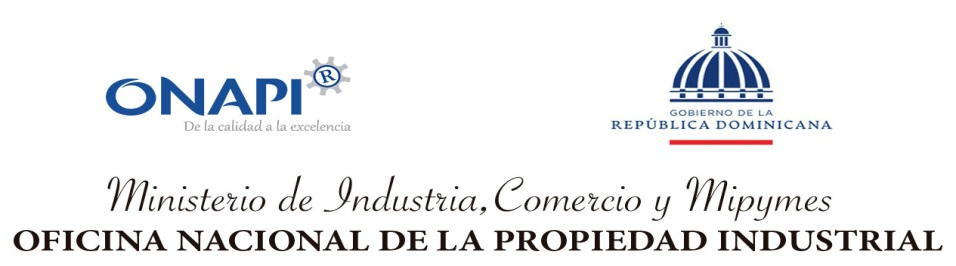 ONAPI®
De la calidad a la excelencia
GOBIERNO DE LA
REPÚBLICA DOMINICANA
Ministerio de Industria, Comercio y Mipymes
OFICINA NACIONAL DE LA PROPIEDAD INDUSTRIAL